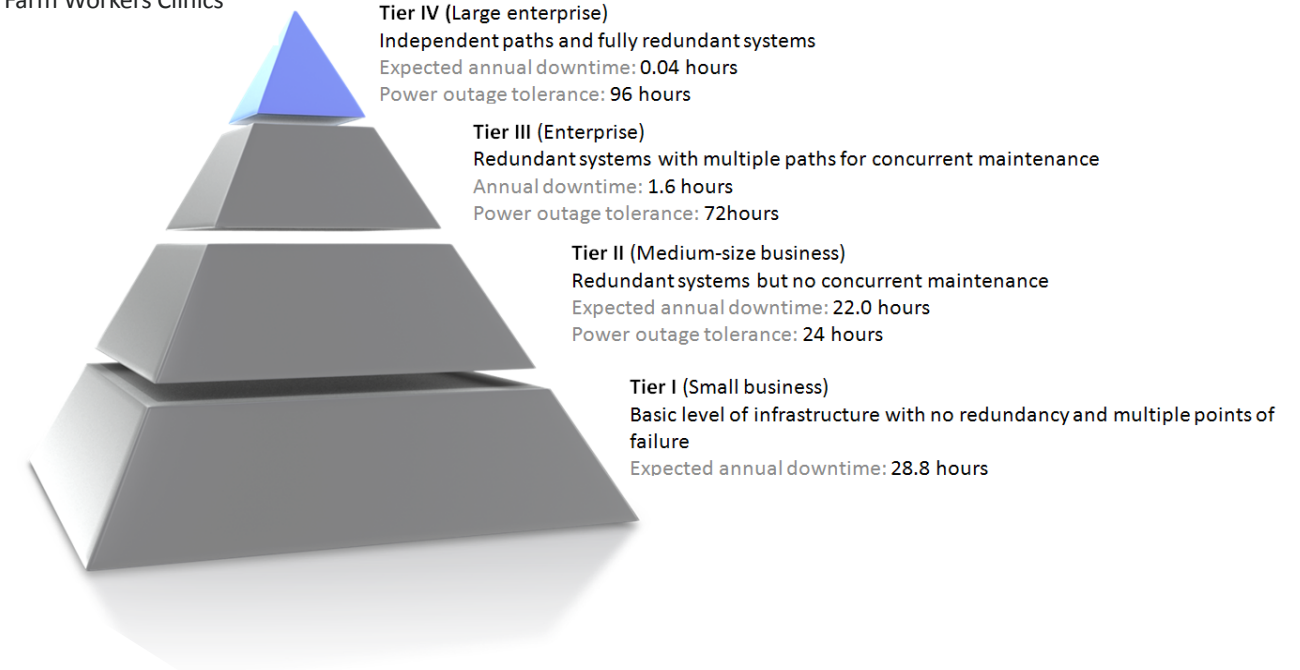 Farm Workers Clinics
Tier IV (Large enterprise)
Independent paths and fully redundant systems
Expected annual downtime: 0.04 hours
Power outage tolerance: 96 hours
Tier III (Enterprise)
Redundant systems with multiple paths for concurrent maintenance
Annual downtime: 1.6 hours
Power outage tolerance: 72hours
Tier II (Medium-size business)
Redundant systems but no concurrent maintenance
Expected annual downtime: 22.0 hours
Power outage tolerance: 24 hours
Tier I (Small business)
Basic level of infrastructure with no redundancy and multiple points of
failure
Expected annual downtime: 28.8 hours